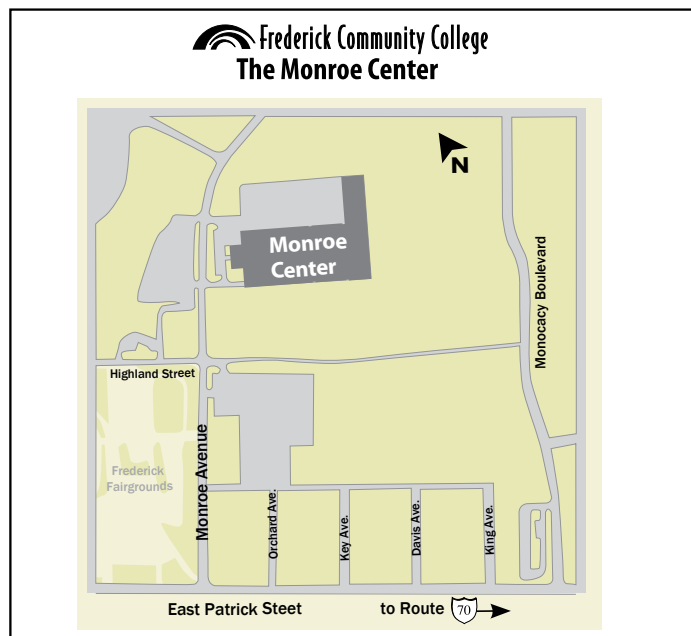 Frederick Community College
The Monroe Center
N
Monroe
Center
Monocacy Boulevard
Highland Street
Monroe Avenue
Frederick
Fairgrounds
Orchard Ave.
Key Ave.
Davis Ave.
King Ave.
East Patrick Steet
to Route 70